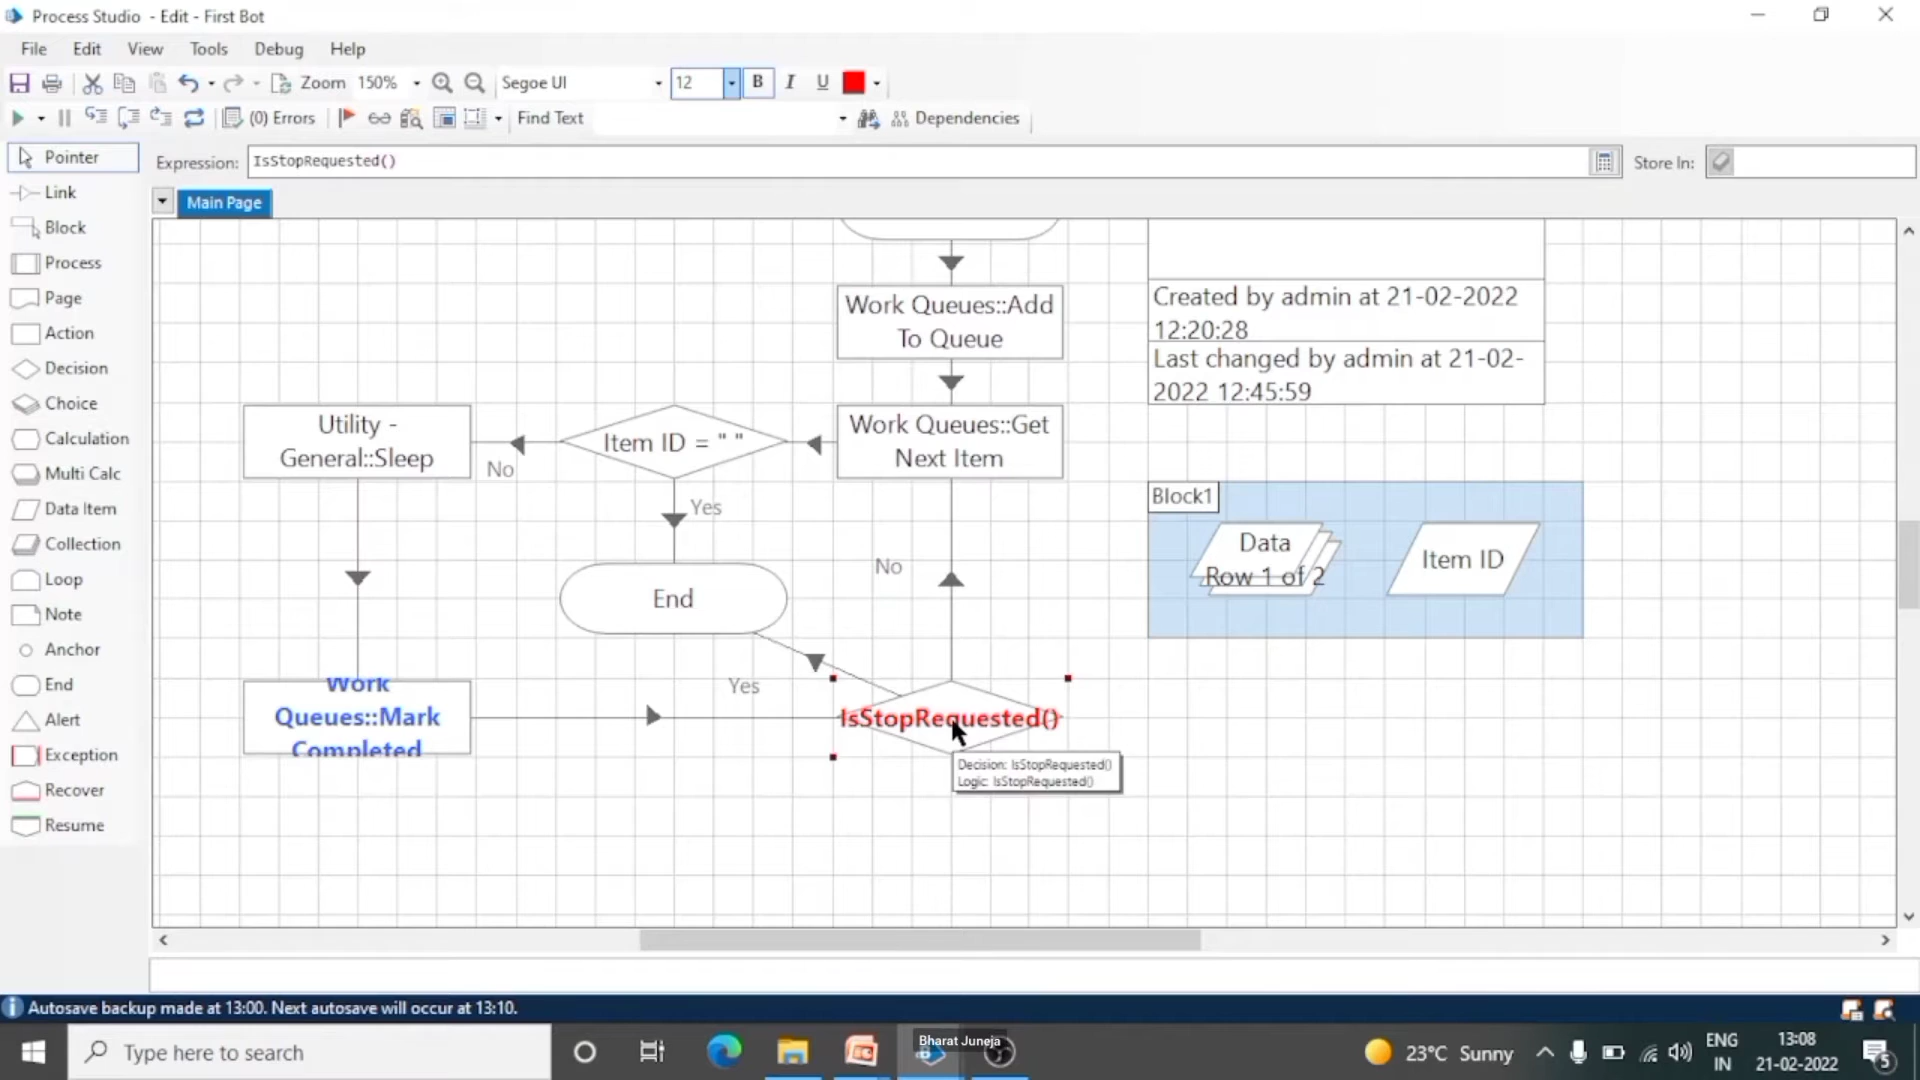 Process Studio - Edit - First Bot
File Edit View Tools Debug Help
Zoom 150% Segoe UI 12 B I U
(0) Errors Find Text Dependencies
Pointer
Expression: IsStopRequested() Store In:
Link
Main Page
Block
Process
Page
Action
Decision
Choice
Calculation
Multi Calc
Data Item
Collection
Loop
Note
Anchor
End
Alert
Exception
Recover
Resume
Work Queues::Add
To Queue
Created by admin at 21-02-2022
12:20:28
Last changed by admin at 21-02-
2022 12:45:59
Utility -
General::Sleep
No
Item ID = " "
Work Queues::Get
Next Item
Yes
End
No
Block1
Data
Row 1 of 2
Item ID
Work
Queues::Mark
Completed
Yes
IsStopRequested()
Decision: IsStopRequested()
Logic: IsStopRequested()
Autosave backup made at 13:00. Next autosave will occur at 13:10.
Type here to search
Bharat Juneja
23°C Sunny
ENG
IN
13:08
21-02-2022
5